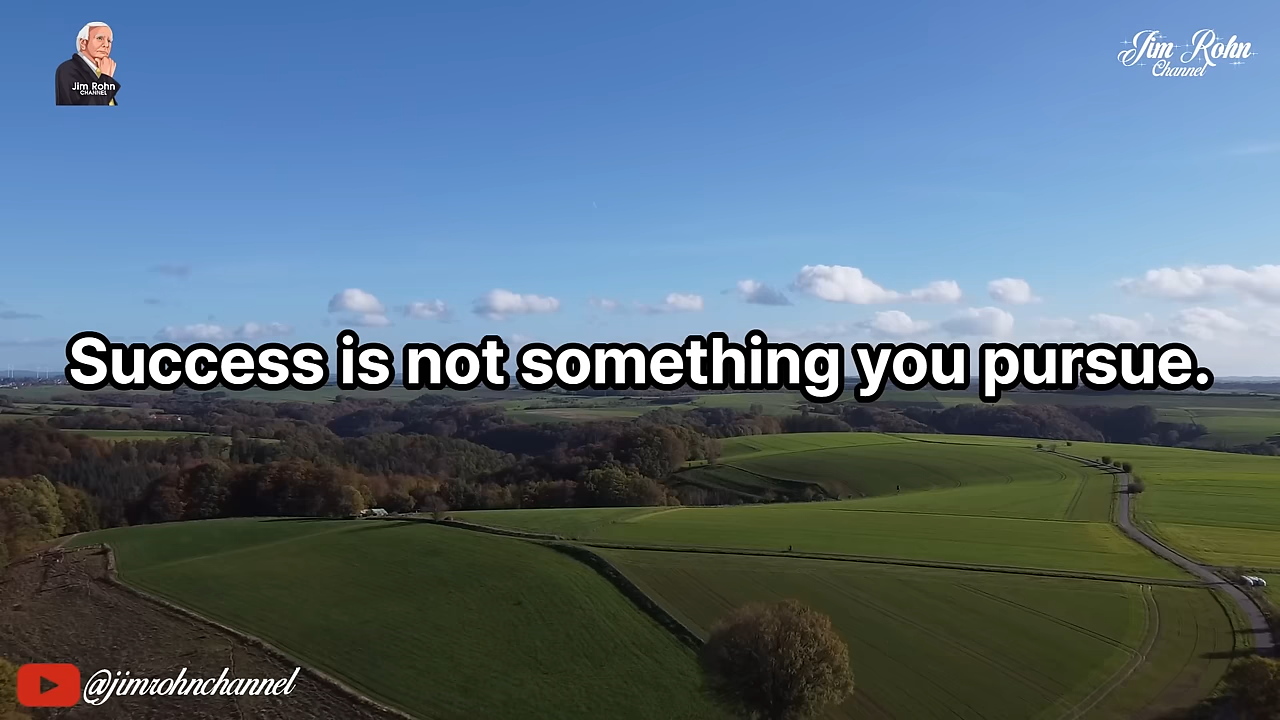 Jim Rohn
CHANNEL
Jim Rohn
Channel
Success is not something you pursue.
@jimrohnchannel